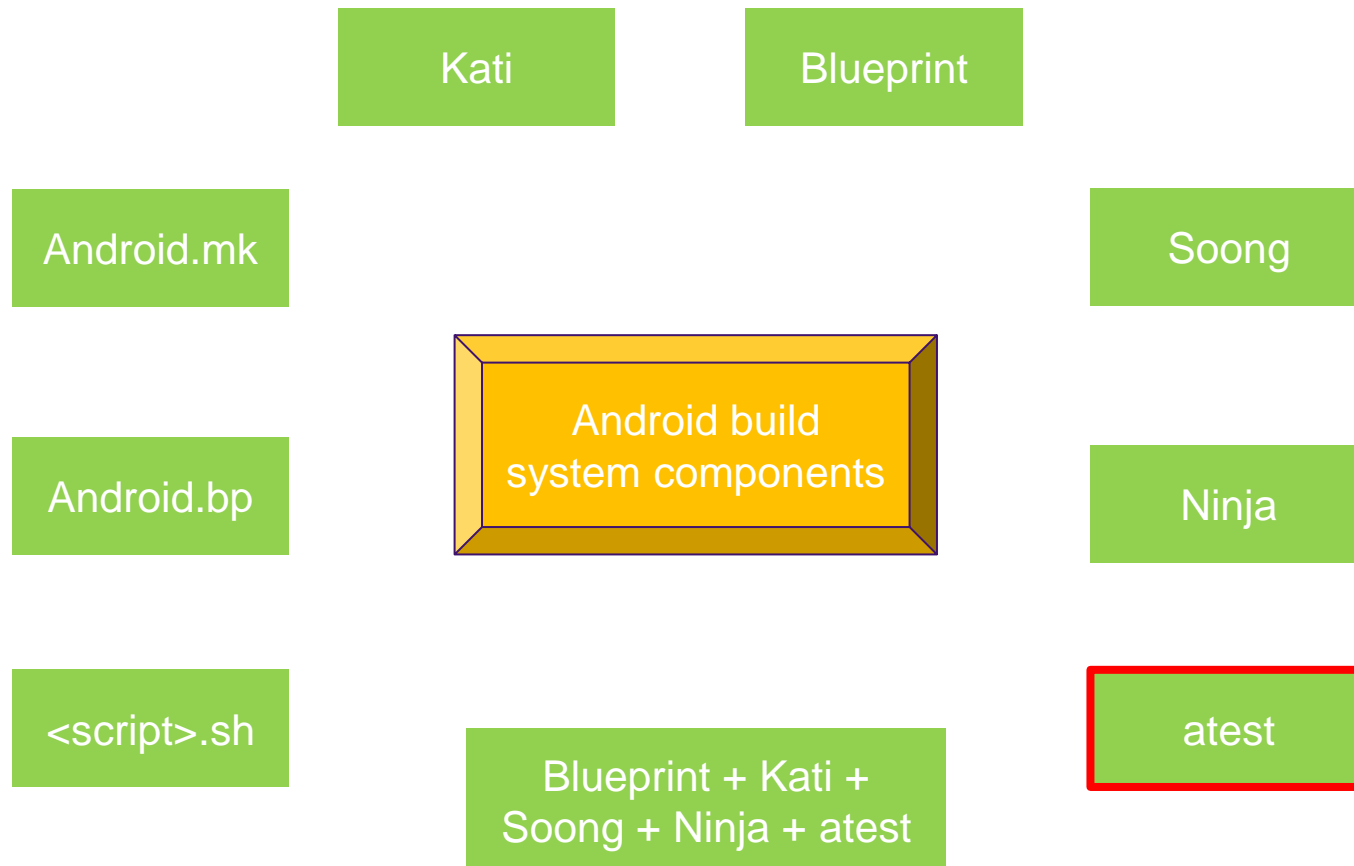 Kati
Blueprint
Android.mk
Soong
Android build
system components
Android.bp
Ninja
<script>.sh
atest
Blueprint + Kati +
Soong + Ninja + atest